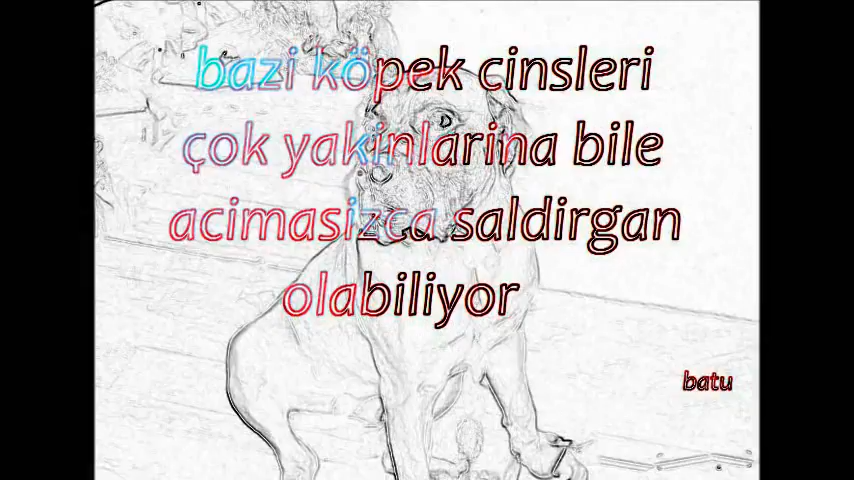 bazi köpek cinsleri
çok yakinlarina bile
acimasizca saldirgan
olabiliyor
batu